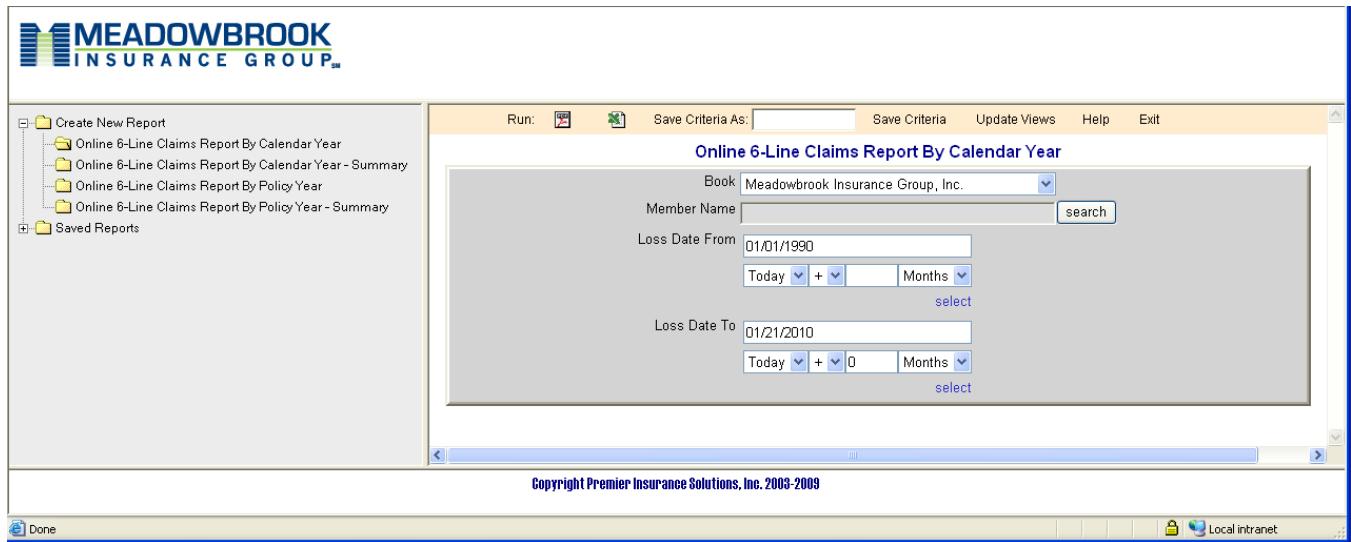 MEADOWBROOK
INSURANCE GROUP SM
Create New Report
Online 6-Line Claims Report By Calendar Year
Online 6-Line Claims Report By Calendar Year - Summary
Online 6-Line Claims Report By Policy Year
Online 6-Line Claims Report By Policy Year - Summary
Saved Reports
Run: Save Criteria As: Save Criteria Update Views Help Exit
Online 6-Line Claims Report By Calendar Year
Book Meadowbrook Insurance Group, Inc.
Member Name search
Loss Date From 01/01/1990
Today + Months
select
Loss Date To 01/21/2010
Today + 0 Months
select
Copyright Premier Insurance Solutions, Inc. 2003-2009
Done Local intranet